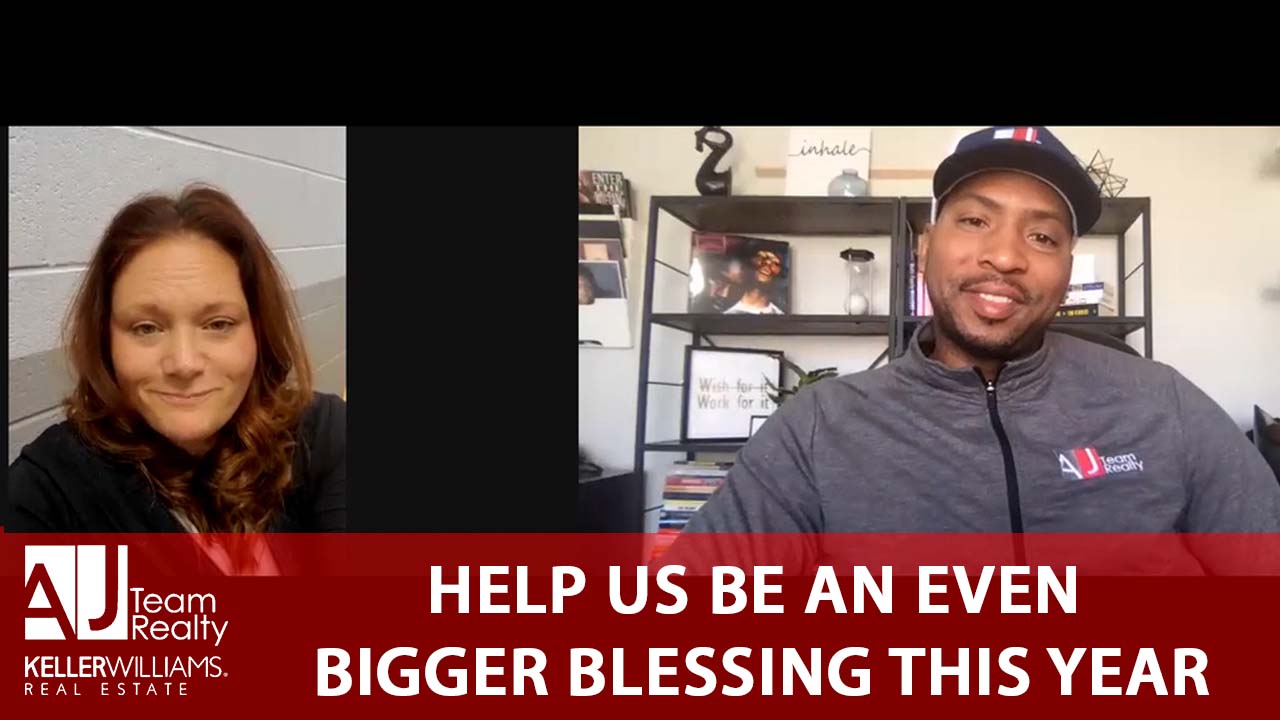 inhale
ENTER
Wish for it
Work for it
AJ Team
Realty
AJ Team
Realty
KELLERWILLIAMS®
REAL ESTATE
HELP US BE AN EVEN
BIGGER BLESSING THIS YEAR